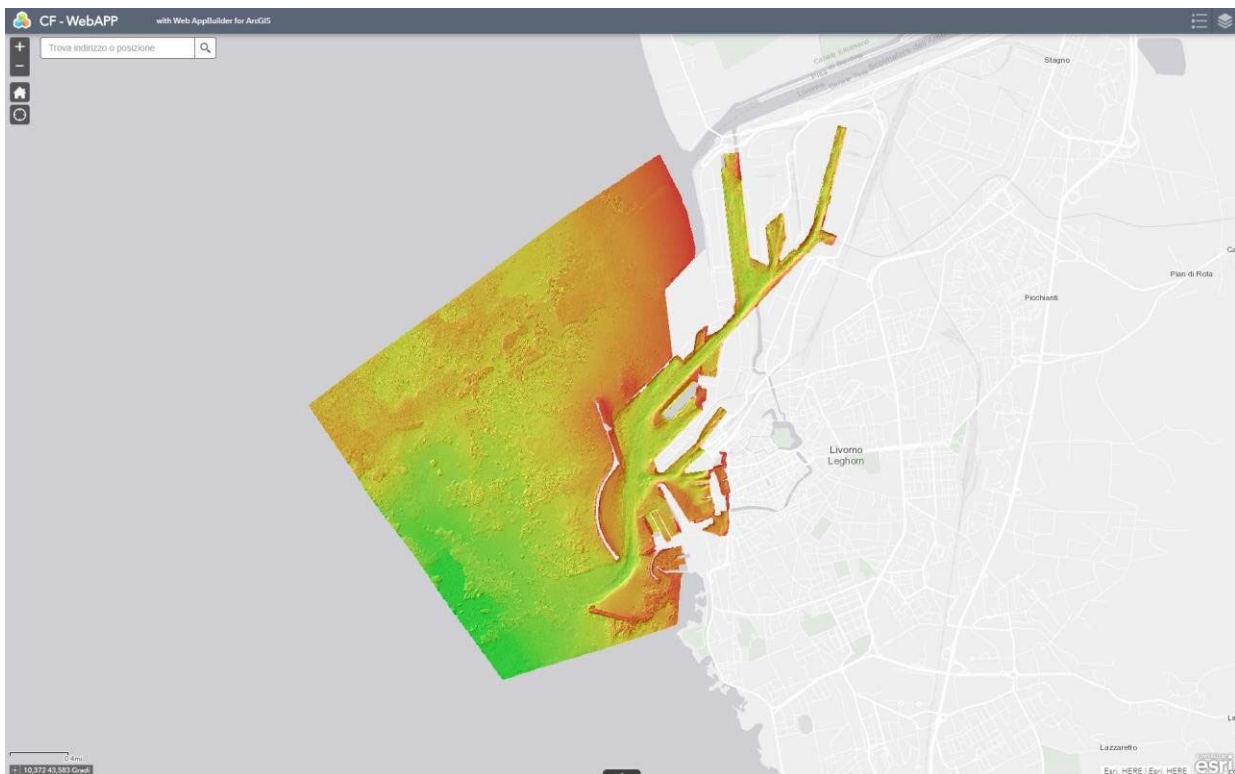 CF - WebAPP
with Web AppBuilder for ArcGIS
Trova indirizzo o posizione
Stagno
Pian di Rota
Picchianti
Livorno
Leghorn
Lazzaretto
0.4mi
10,372 43,583 Gradi
Esri, HERE | Esri, HERE
esri